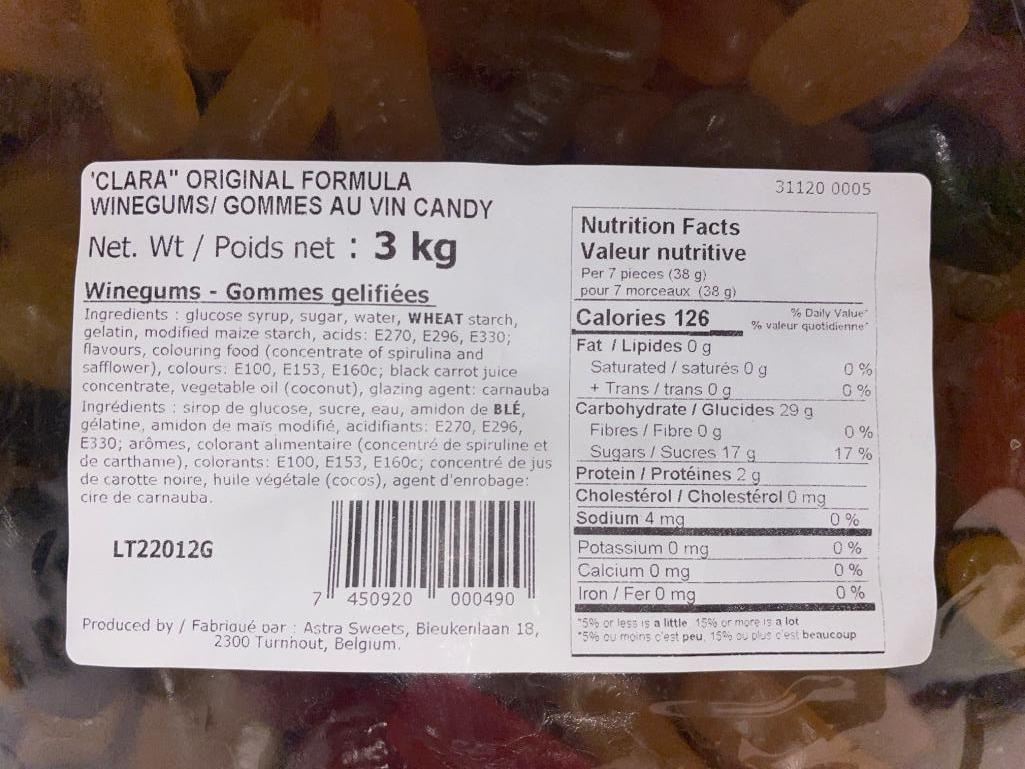 'CLARA" ORIGINAL FORMULA
WINEGUMS/ GOMMES AU VIN CANDY
Net. Wt / Poids net : 3 kg
Winegums - Gommes gelifiées
Ingredients : glucose syrup, sugar, water, WHEAT starch,
gelatin, modified maize starch, acids: E270, E296, E330;
flavours, colouring food (concentrate of spirulina and
safflower), colours: E100, E153, E160c; black carrot juice
concentrate, vegetable oil (coconut), glazing agent: carnauba
Ingrédients : sirop de glucose, sucre, eau, amidon de BLÉ,
gélatine, amidon de maïs modifié, acidifiants: E270, E296,
E330; arômes, colorant alimentaire (concentré de spiruline et
de carthame), colorants: E100, E153, E160c; concentré de jus
de carotte noire, huile végétale (cocos), agent d'enrobage:
cire de carnauba.
LT22012G
7 450920 000490
Produced by / Fabriqué par : Astra Sweets, Bieukenlaan 18,
2300 Turnhout, Belgium.
31120 0005
Nutrition Facts
Valeur nutritive
Per 7 pieces (38 g)
pour 7 morceaux (38 g)
Calories 126
% Daily Value*
% valeur quotidienne*
Fat / Lipides 0 g
Saturated / saturés 0 g 0 %
+ Trans / trans 0 g 0 %
Carbohydrate / Glucides 29 g
Fibres / Fibre 0 g 0 %
Sugars / Sucres 17 g 17 %
Protein / Protéines 2 g
Cholestérol / Cholestérol 0 mg
Sodium 4 mg 0 %
Potassium 0 mg 0 %
Calcium 0 mg 0 %
Iron / Fer 0 mg 0 %
*5% or less is a little 15% or more is a lot
*5% ou moins c'est peu, 15% ou plus c'est beaucoup